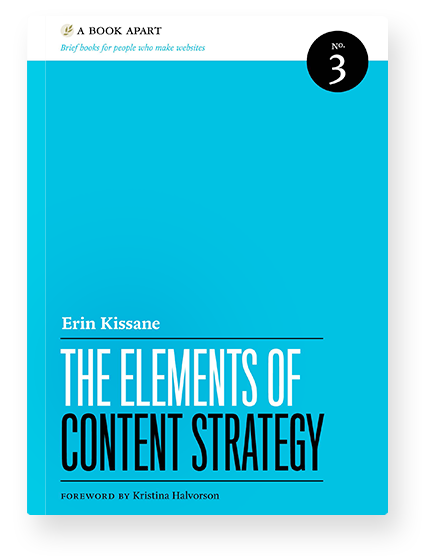 A BOOK APART
Brief books for people who make websites
No.
3
Erin Kissane
THE ELEMENTS OF
CONTENT STRATEGY
FOREWORD BY Kristina Halvorson